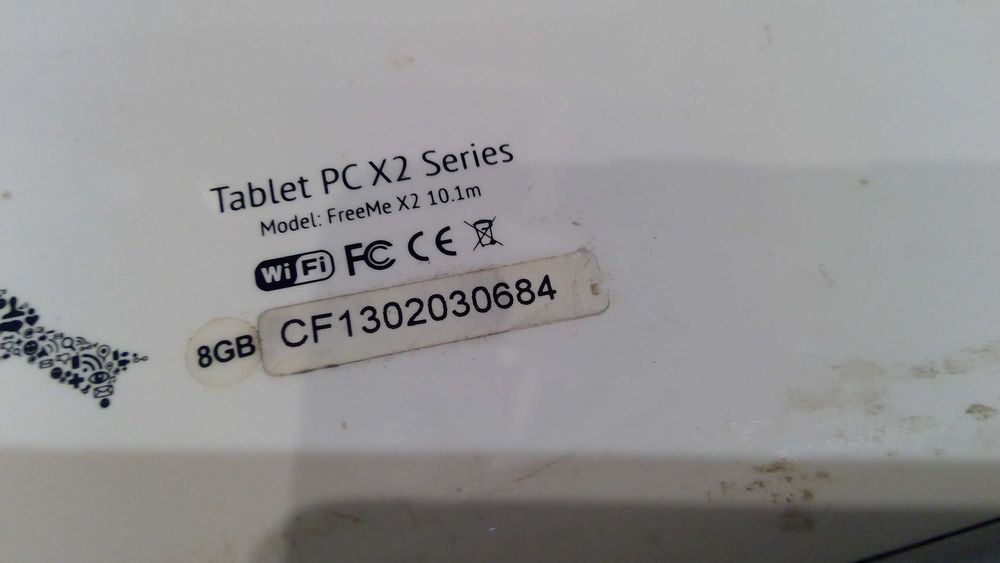 Tablet PC X2 Series
Model: FreeMe X2 10.1m
WiFi FC CE
8GB CF1302030684